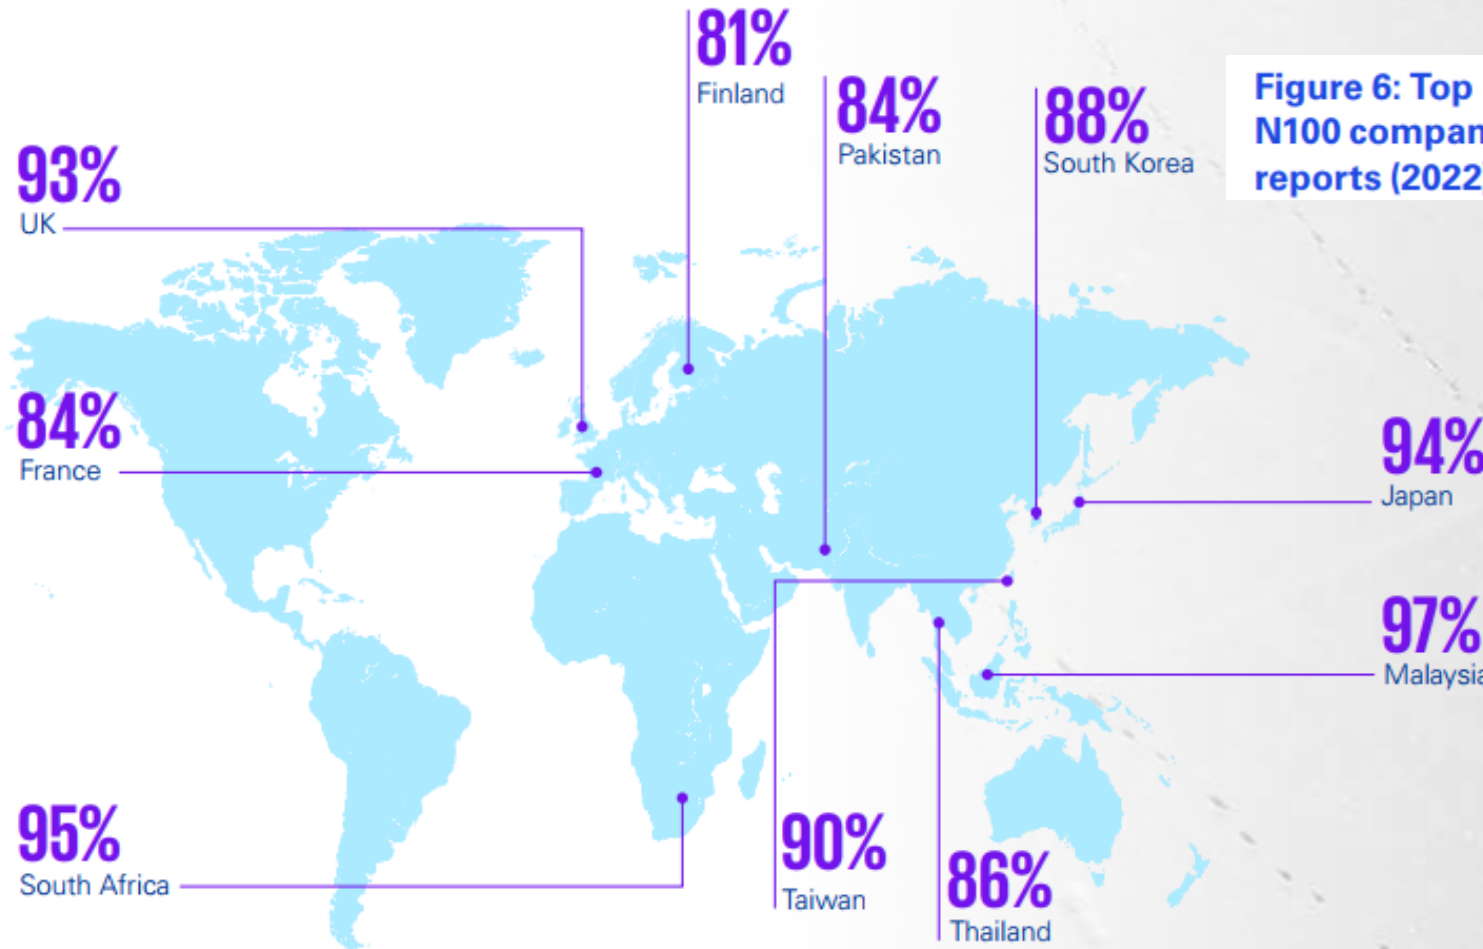 81%
Finland
84%
Pakistan
88%
South Korea
Figure 6: Top
N100 compan
reports (2022
93%
UK
84%
France
94%
Japan
97%
Malaysia
95%
South Africa
90%
Taiwan
86%
Thailand